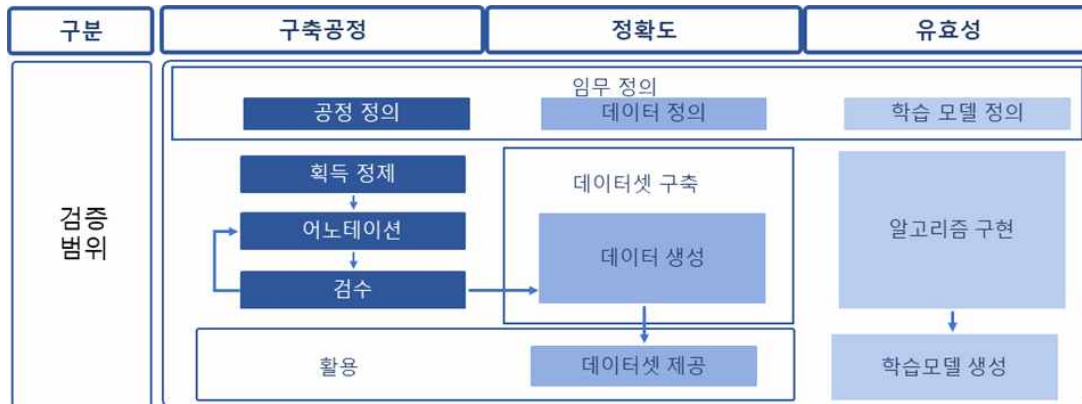 구분
구축공정
정확도
유효성
검증
범위
임무 정의
공정 정의
데이터 정의
학습 모델 정의
획득 정제
어노테이션
검수
데이터셋 구축
데이터 생성
알고리즘 구현
활용
데이터셋 제공
학습모델 생성